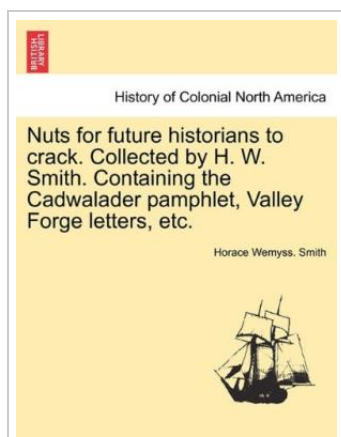 BRITISH
LIBRARY
History of Colonial North America
Nuts for future historians to
crack. Collected by H. W.
Smith. Containing the
Cadwalader pamphlet, Valley
Forge letters, etc.
Horace Wemyss. Smith